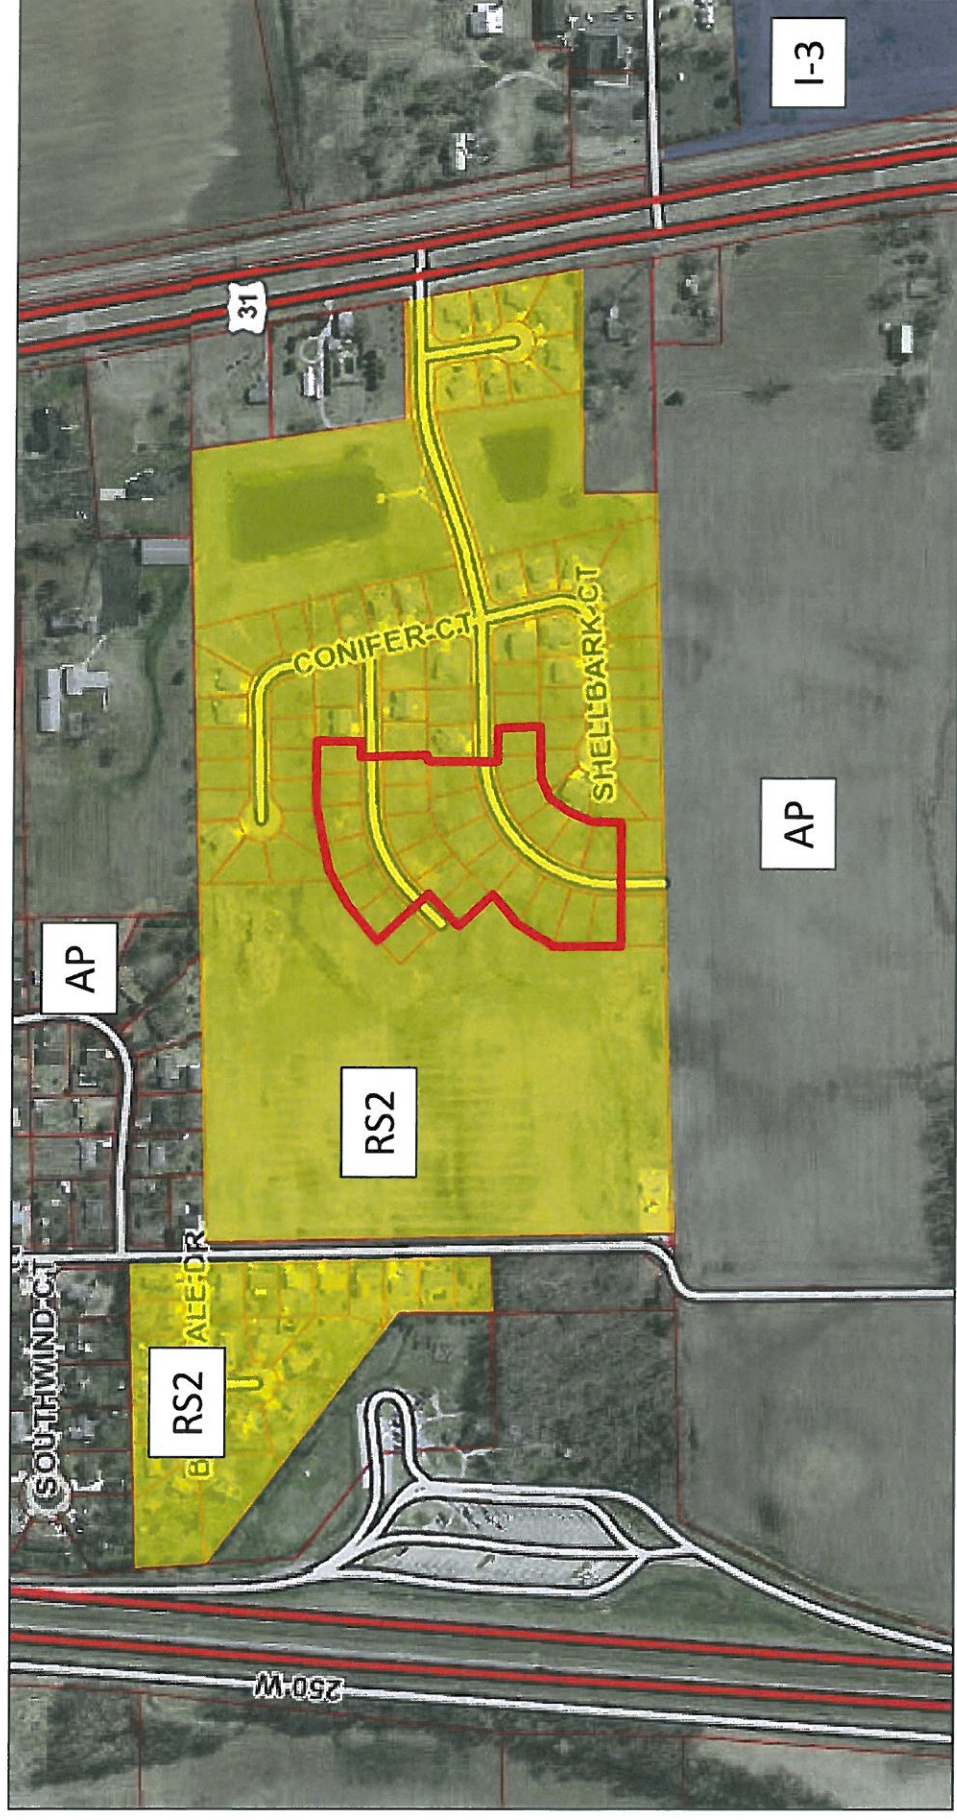 I-3
31
CONIFER CT
SHELLBARK CT
AP
AP
RS2
SOUTHWIND CT
RS2
250 W